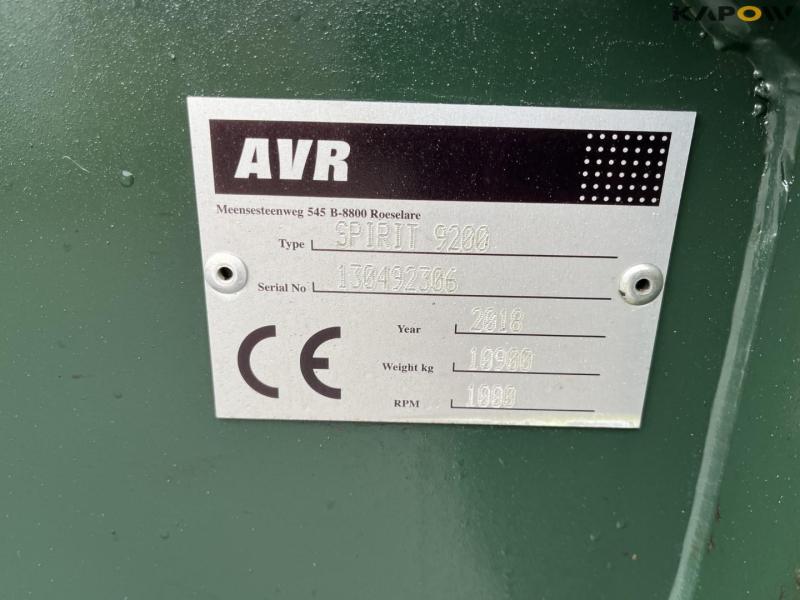 KAPOW
AVR
Meensesteenweg 545 B-8800 Roeselare
Type SPIRIT 9200
Serial No 130492306
CE
Year 2018
Weight kg 10900
RPM 1000